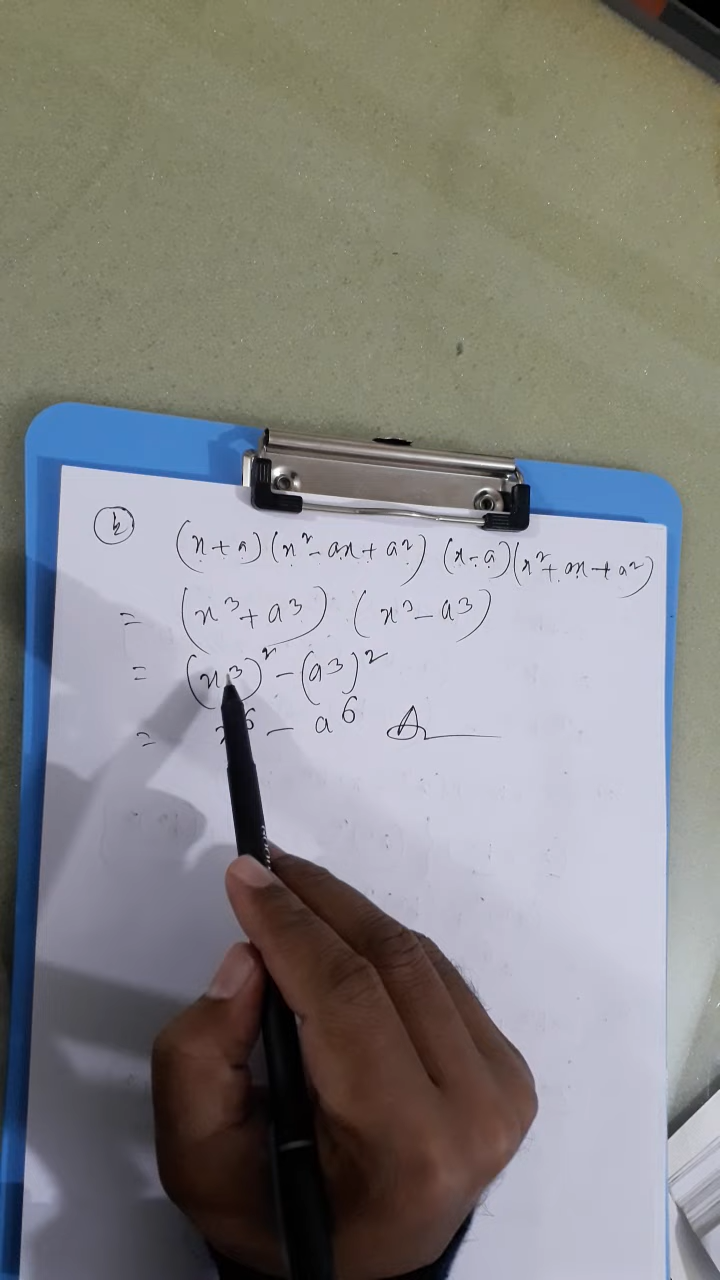 (h) (x + a)(x² - ax + a²) (x - a)(x² + ax + a²)
= (x³ + a³) (x³ - a³)
= (x³)² - (a³)²
= x⁶ - a⁶